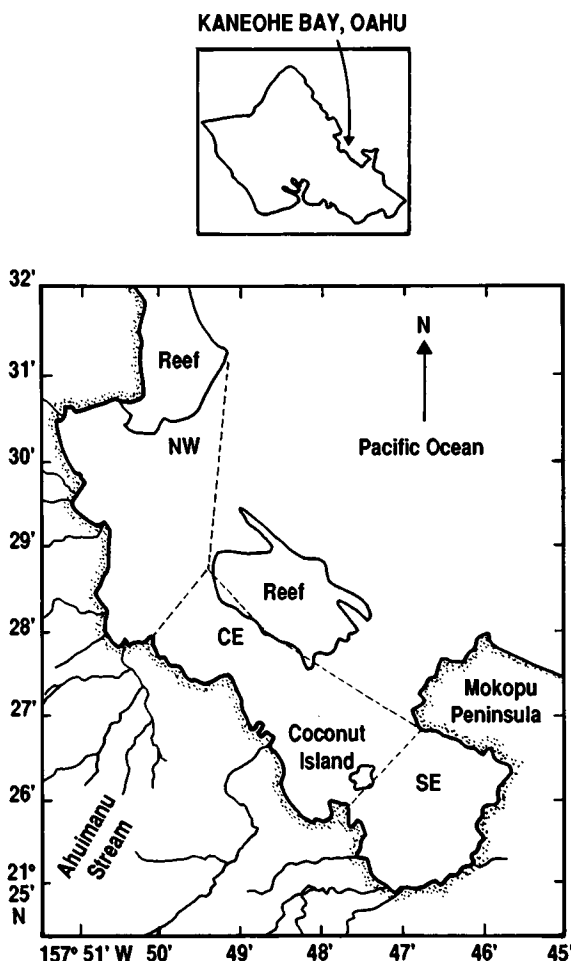 KANEOHE BAY, OAHU
32'
31'
30'
29'
28'
27'
26'
21°
25'
N
Reef
NW
N
Pacific Ocean
Reef
CE
Mokopu
Peninsula
Coconut
Island
SE
Ahuimanu
Stream
157° 51' W 50' 49' 48' 47' 46' 45'